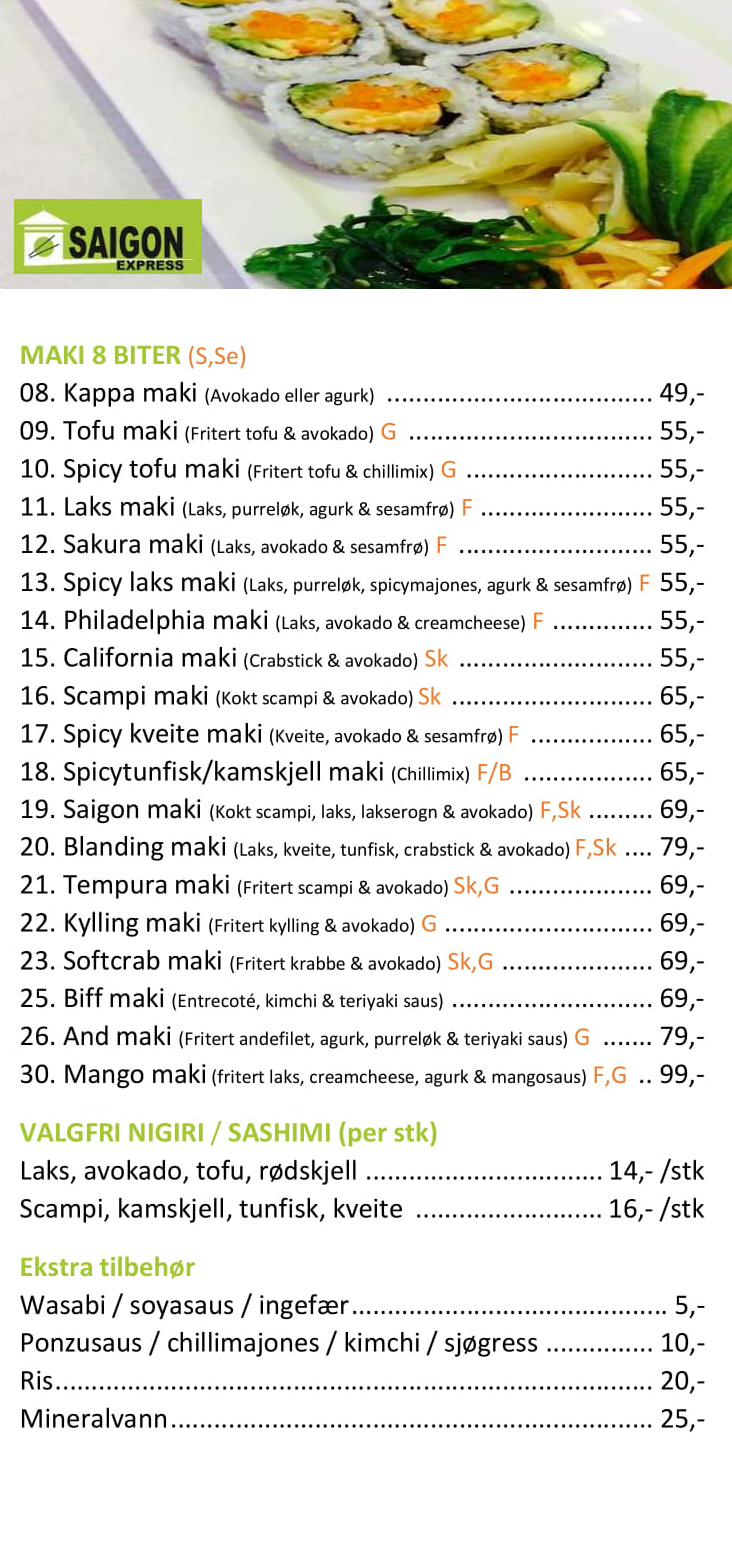 SAIGON
EXPRESS
MAKI 8 BITER (S,Se)
08. Kappa maki (Avokado eller agurk) ..................................... 49,-
09. Tofu maki (Fritert tofu & avokado) G .................................. 55,-
10. Spicy tofu maki (Fritert tofu & chillimix) G .......................... 55,-
11. Laks maki (Laks, purreløk, agurk & sesamfrø) F ........................ 55,-
12. Sakura maki (Laks, avokado & sesamfrø) F ........................... 55,-
13. Spicy laks maki (Laks, purreløk, spicymajones, agurk & sesamfrø) F 55,-
14. Philadelphia maki (Laks, avokado & creamcheese) F .............. 55,-
15. California maki (Crabstick & avokado) Sk ........................... 55,-
16. Scampi maki (Kokt scampi & avokado) Sk ............................ 65,-
17. Spicy kveite maki (Kveite, avokado & sesamfrø) F ................. 65,-
18. Spicytunfisk/kamskjell maki (Chillimix) F/B .................. 65,-
19. Saigon maki (Kokt scampi, laks, lakserogn & avokado) F,Sk ......... 69,-
20. Blanding maki (Laks, kveite, tunfisk, crabstick & avokado) F,Sk .... 79,-
21. Tempura maki (Fritert scampi & avokado) Sk,G .................... 69,-
22. Kylling maki (Fritert kylling & avokado) G ............................. 69,-
23. Softcrab maki (Fritert krabbe & avokado) Sk,G ..................... 69,-
25. Biff maki (Entrecoté, kimchi & teriyaki saus) ............................ 69,-
26. And maki (Fritert andefilet, agurk, purreløk & teriyaki saus) G ....... 79,-
30. Mango maki (fritert laks, creamcheese, agurk & mangosaus) F,G .. 99,-
VALGFRI NIGIRI / SASHIMI (per stk)
Laks, avokado, tofu, rødskjell ................................. 14,- /stk
Scampi, kamskjell, tunfisk, kveite .......................... 16,- /stk
Ekstra tilbehør
Wasabi / soyasaus / ingefær............................................ 5,-
Ponzusaus / chillimajones / kimchi / sjøgress ............... 10,-
Ris................................................................................... 20,-
Mineralvann................................................................... 25,-